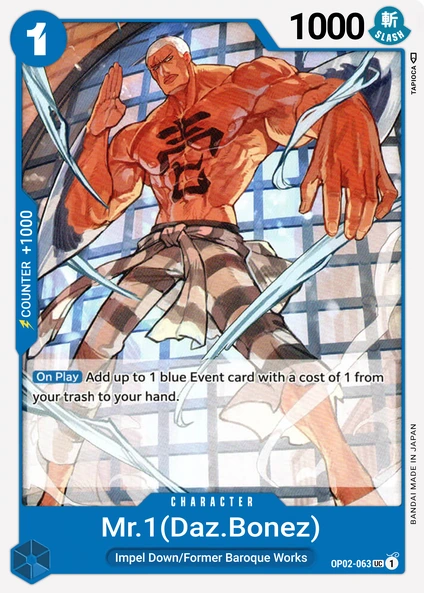 1
1000
斬
SLASH
TAPIOCA
COUNTER +1000
On Play Add up to 1 blue Event card with a cost of 1 from
your trash to your hand.
CHARACTER
Mr.1(Daz.Bonez)
Impel Down/Former Baroque Works
OP02-063 UC 1
BANDAI MADE IN JAPAN